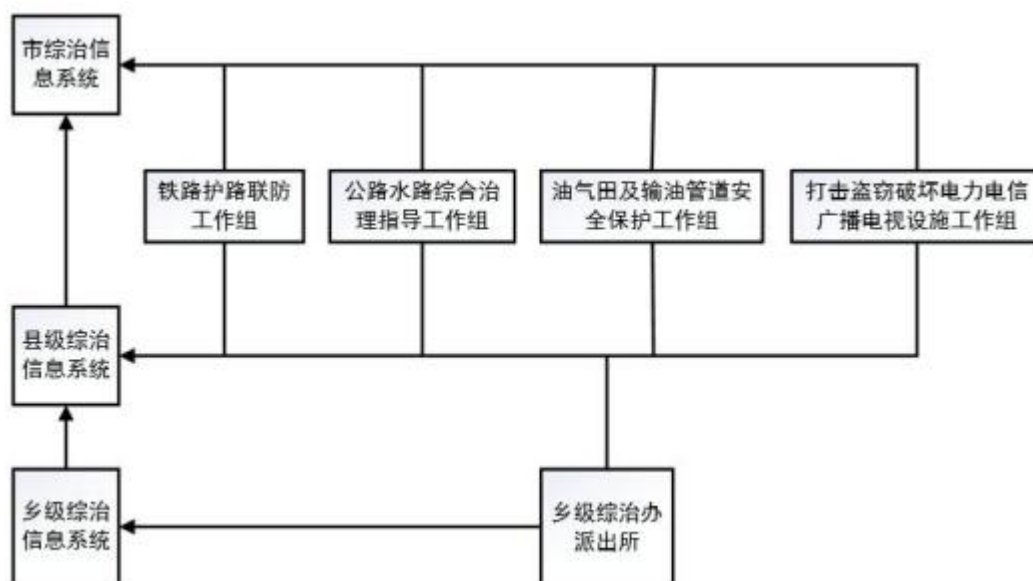 市综治信
息系统
铁路护路联防
工作组
公路水路综合治
理指导工作组
油气田及输油管道安
全保护工作组
打击盗窃破坏电力电信
广播电视设施工作组
县级综治
信息系统
乡级综治
信息系统
乡级综治办
派出所